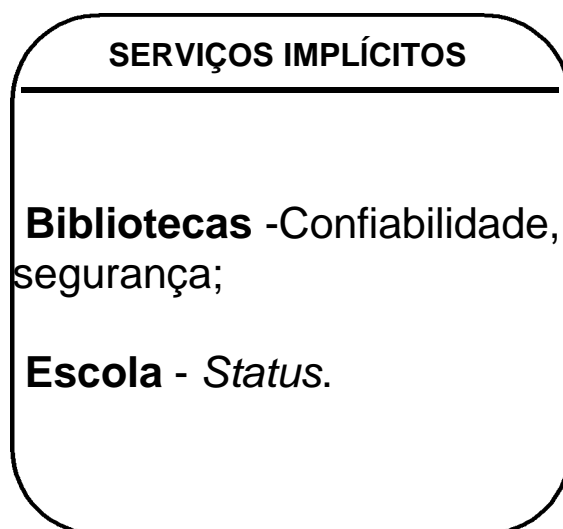 SERVIÇOS IMPLÍCITOS
Bibliotecas -Confiabilidade,
segurança;
Escola - Status.